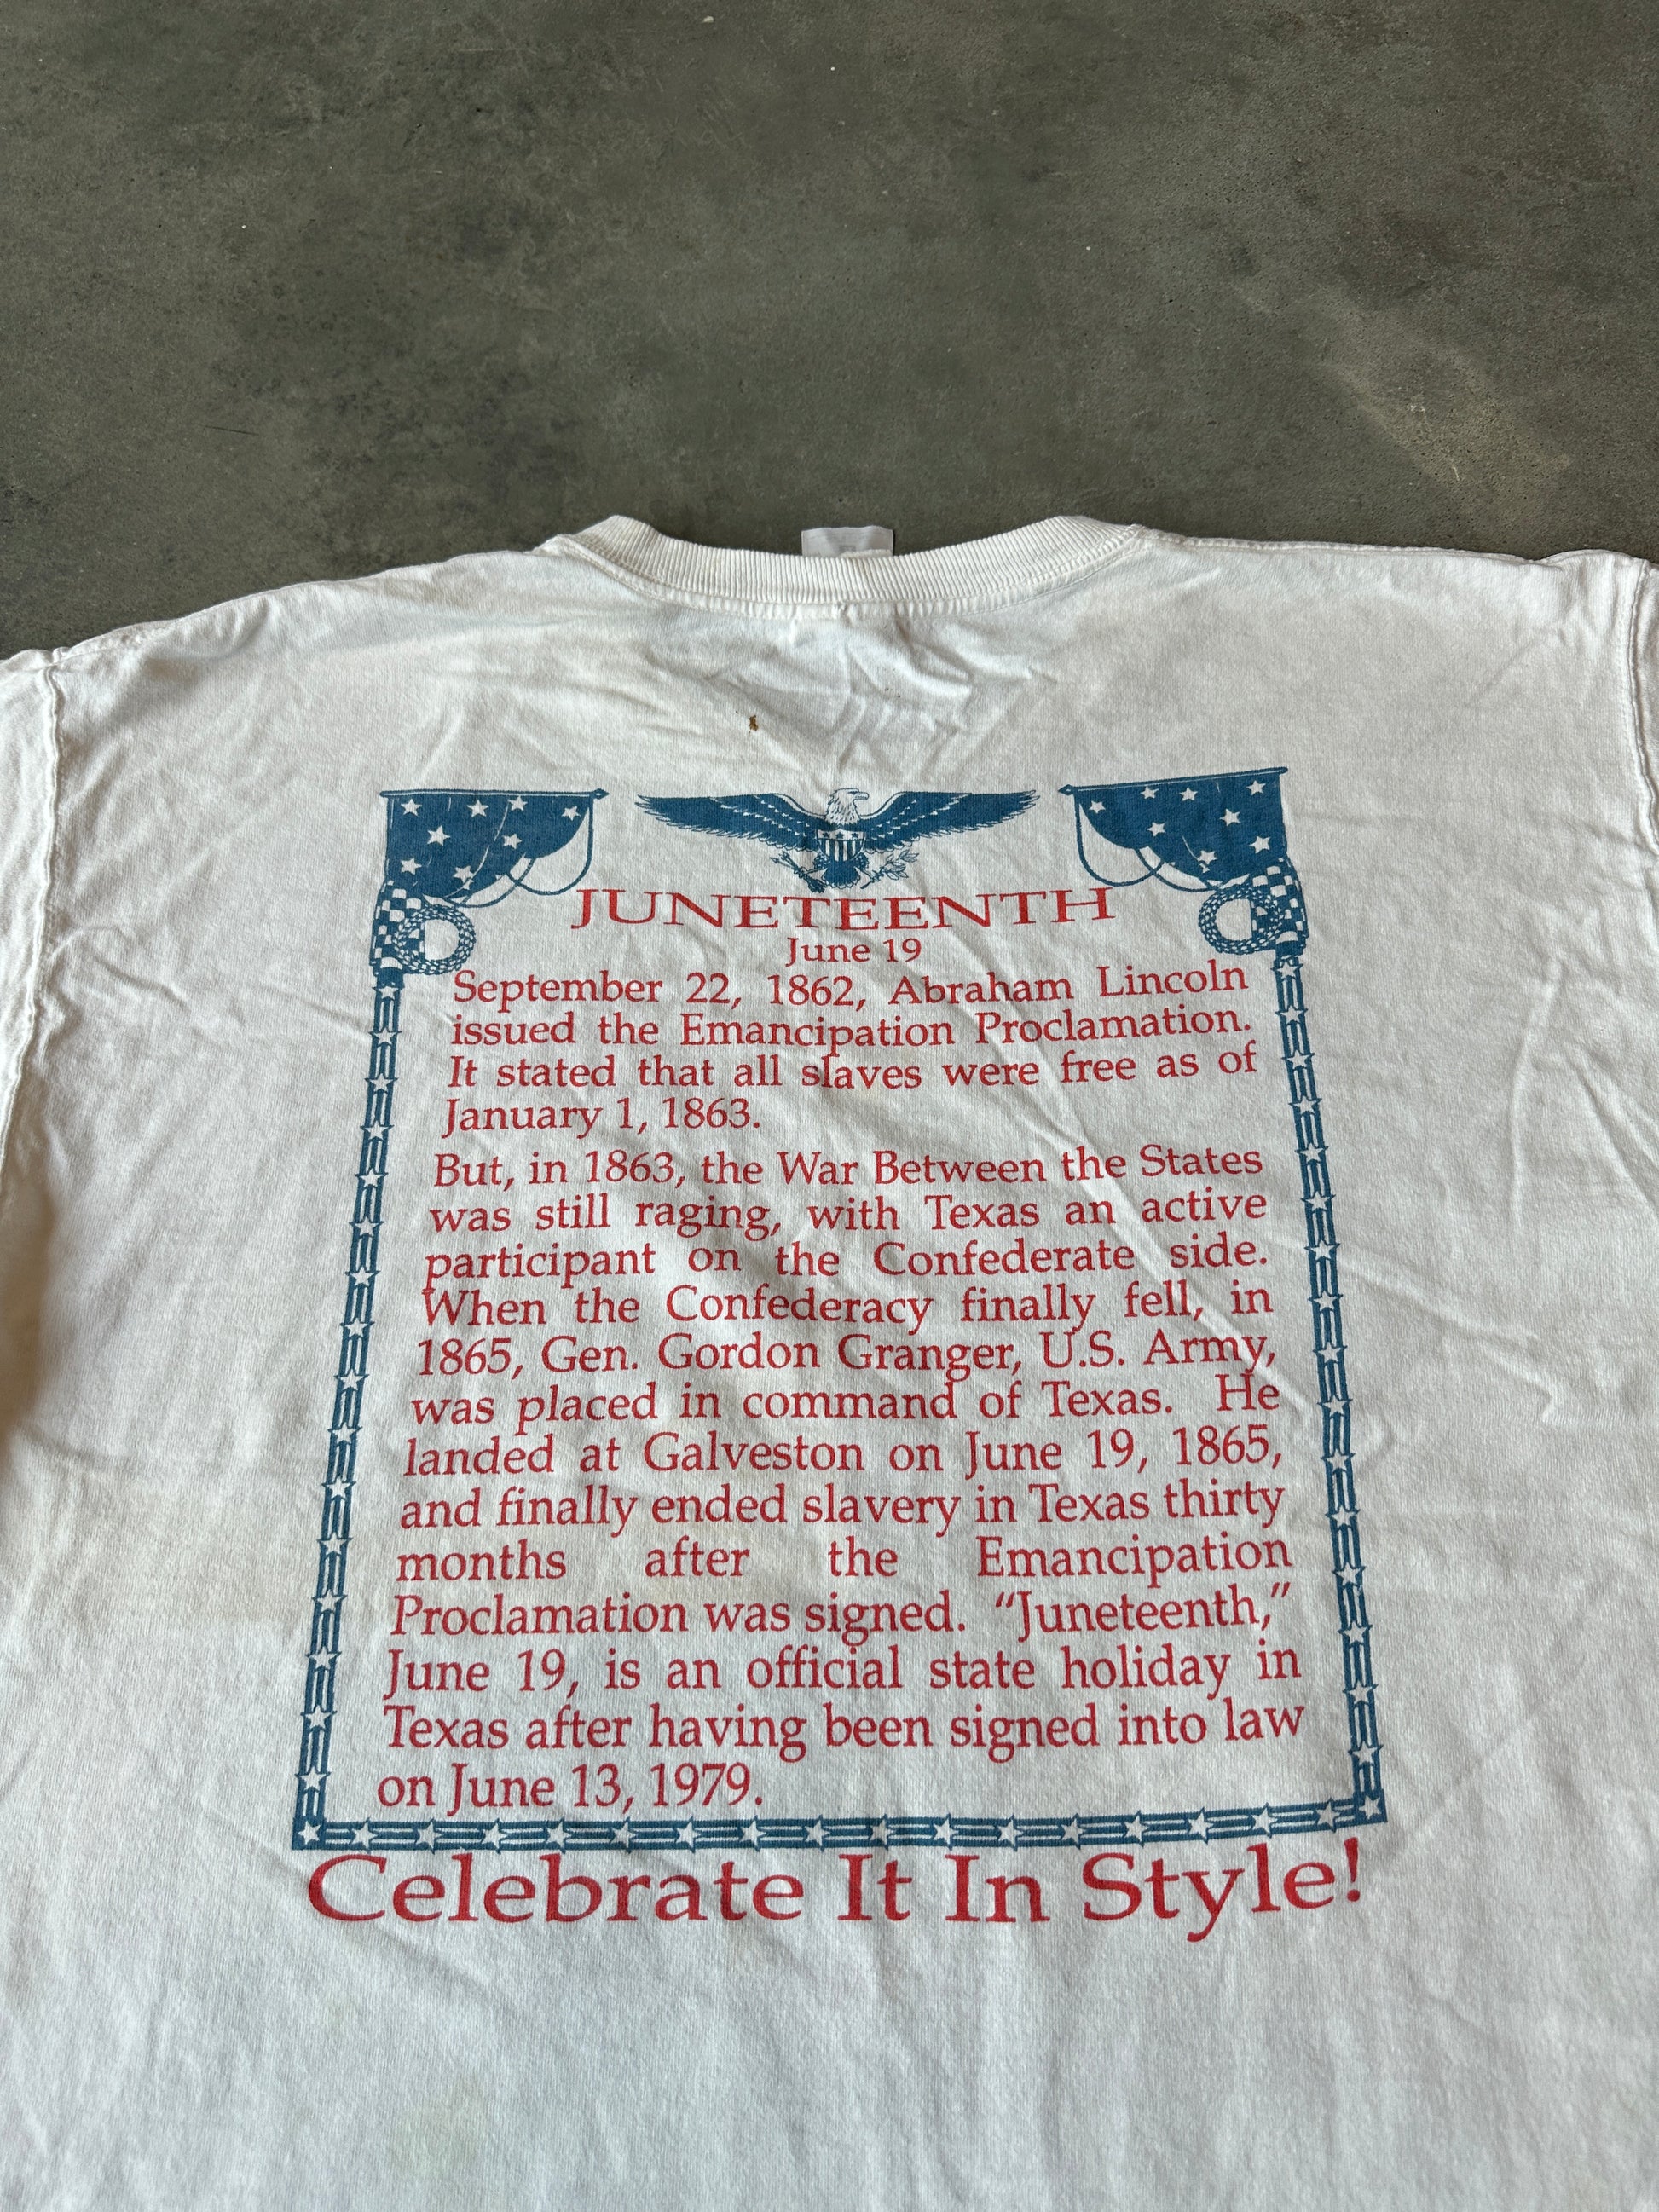 JUNETEENTH
June 19
September 22, 1862, Abraham Lincoln
issued the Emancipation Proclamation.
It stated that all slaves were free as of
January 1, 1863.
But, in 1863, the War Between the States
was still raging, with Texas an active
participant on the Confederate side.
When the Confederacy finally fell, in
1865, Gen. Gordon Granger, U.S. Army,
was placed in command of Texas. He
landed at Galveston on June 19, 1865,
and finally ended slavery in Texas thirty
months after the Emancipation
Proclamation was signed. “Juneteenth,”
June 19, is an official state holiday in
Texas after having been signed into law
on June 13, 1979.
Celebrate It In Style!